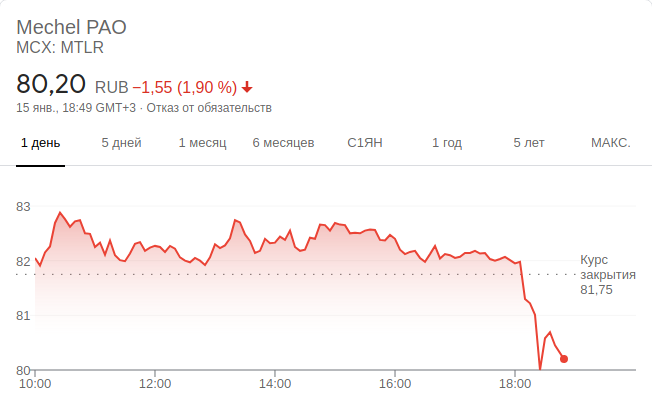 Mechel PAO
MCX: MTLR
80,20 RUB −1,55 (1,90 %)
15 янв., 18:49 GMT+3 · Отказ от обязательств
1 день 5 дней 1 месяц 6 месяцев С1ЯН 1 год 5 лет МАКС.
83
82
81
80
Курс
закрытия
81,75
10:00 12:00 14:00 16:00 18:00